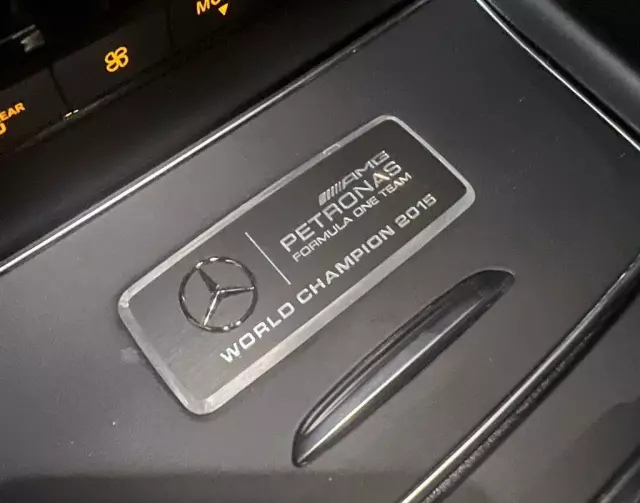 AMG
PETRONAS
FORMULA ONE TEAM
WORLD CHAMPION 2015